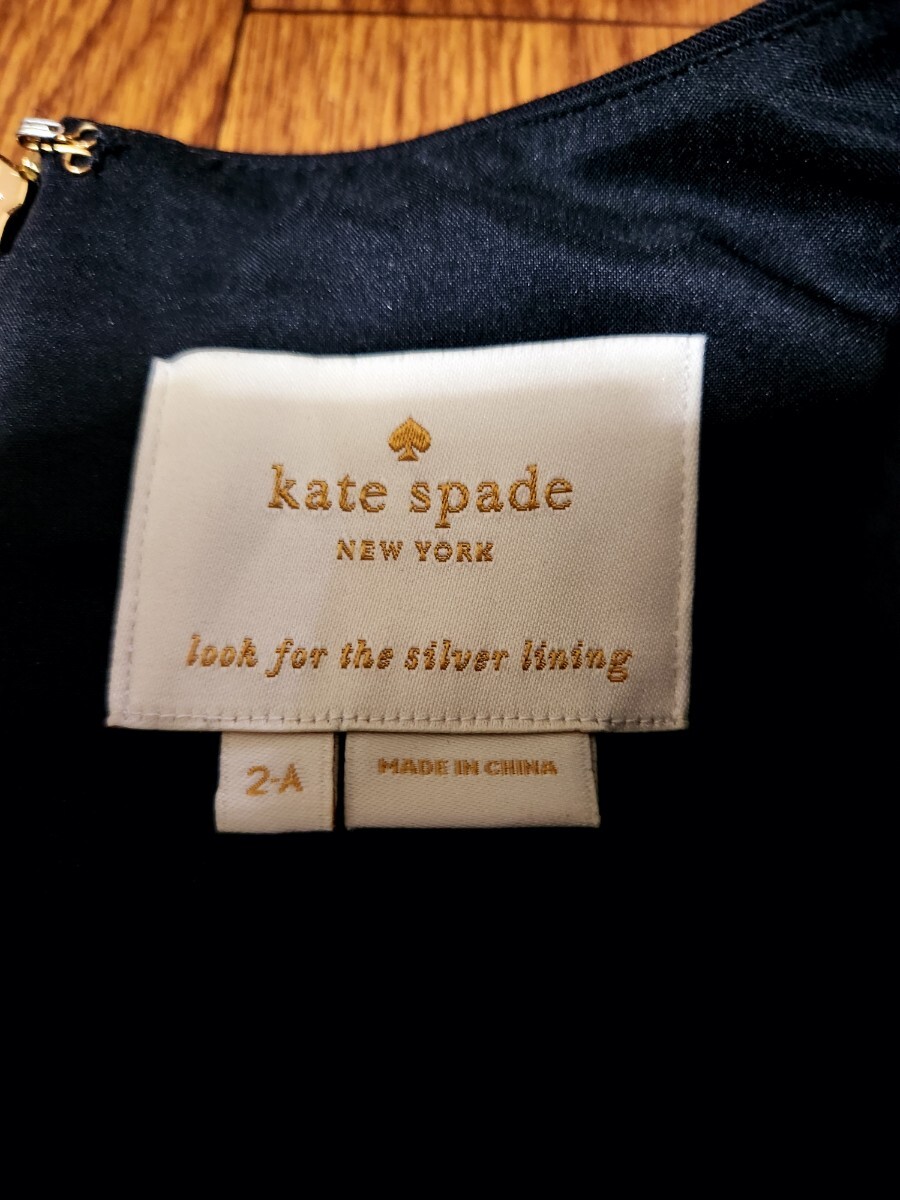 kate spade
NEW YORK
look for the silver lining
2-A
MADE IN CHINA